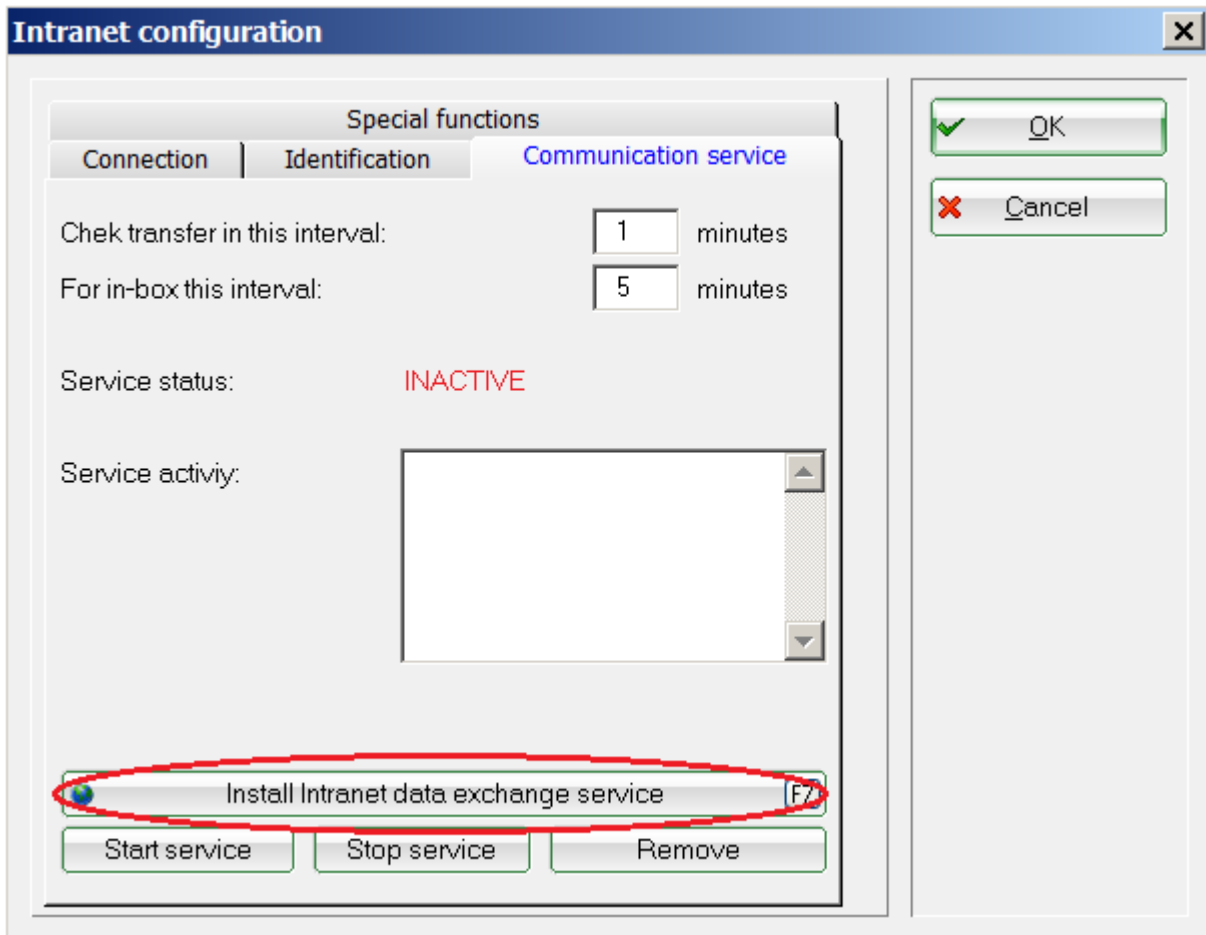 Intranet configuration
Special functions
Connection Identification Communication service
Chek transfer in this interval: 1 minutes
For in-box this interval: 5 minutes
Service status: INACTIVE
Service activiy:
Install Intranet data exchange service F7
Start service Stop service Remove
OK
Cancel